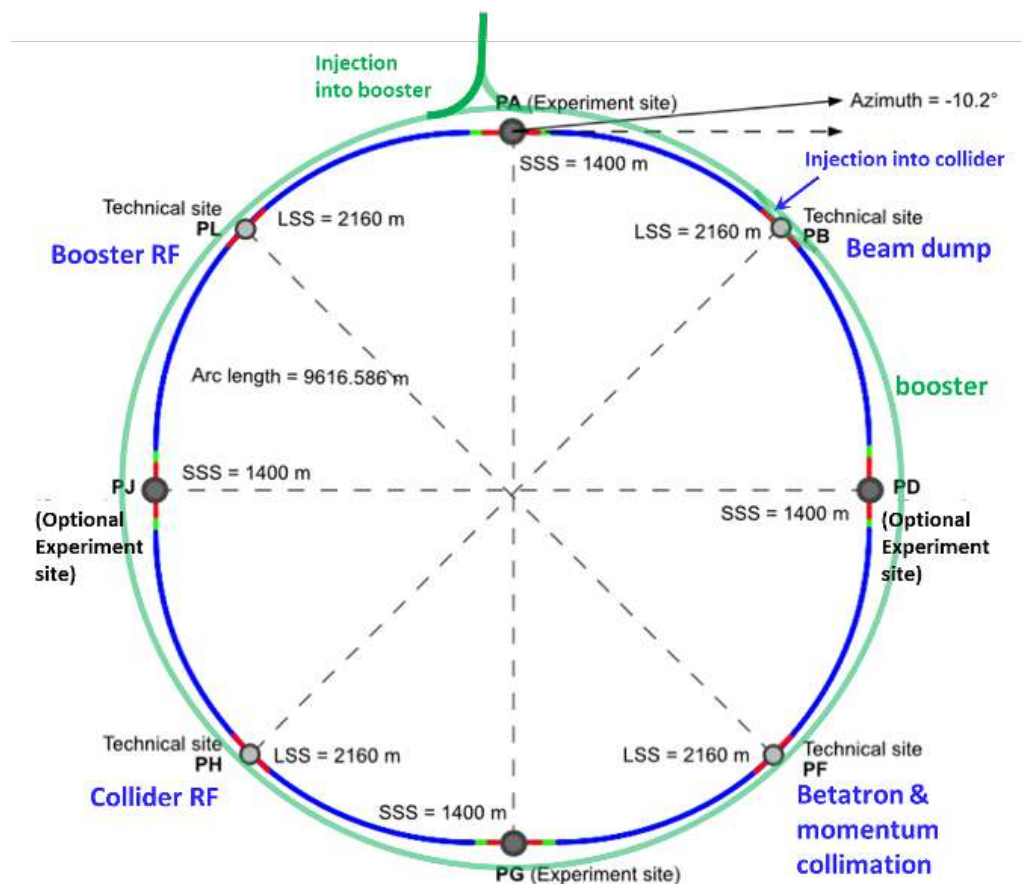 Injection
into booster
PA (Experiment site)
Azimuth = -10.2°
SSS = 1400 m
Injection into collider
Technical site
PL
LSS = 2160 m
Booster RF
LSS = 2160 m
Technical site
PB
Beam dump
Arc length = 9616.586 m
booster
PJ
SSS = 1400 m
(Optional
Experiment
site)
PD
SSS = 1400 m
(Optional
Experiment
site)
Technical site
PH
LSS = 2160 m
Collider RF
LSS = 2160 m
Technical site
PF
Betatron &
momentum
collimation
SSS = 1400 m
PG (Experiment site)